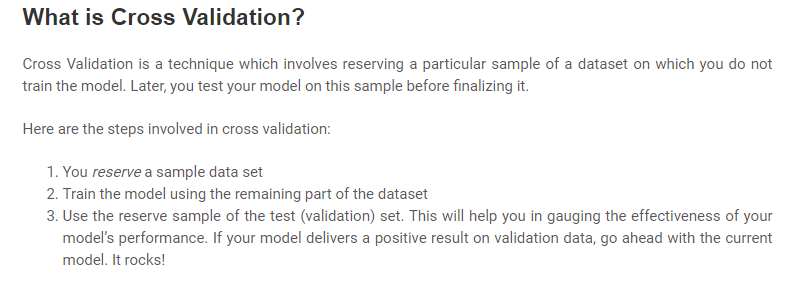 What is Cross Validation?
Cross Validation is a technique which involves reserving a particular sample of a dataset on which you do not
train the model. Later, you test your model on this sample before finalizing it.
Here are the steps involved in cross validation:
1. You reserve a sample data set
2. Train the model using the remaining part of the dataset
3. Use the reserve sample of the test (validation) set. This will help you in gauging the effectiveness of your
model’s performance. If your model delivers a positive result on validation data, go ahead with the current
model. It rocks!